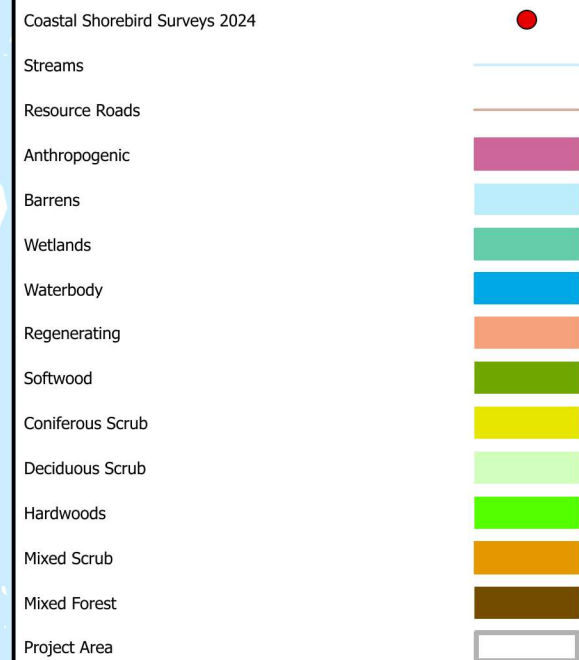 Coastal Shorebird Surveys 2024
Streams
Resource Roads
Anthropogenic
Barrens
Wetlands
Waterbody
Regenerating
Softwood
Coniferous Scrub
Deciduous Scrub
Hardwoods
Mixed Scrub
Mixed Forest
Project Area